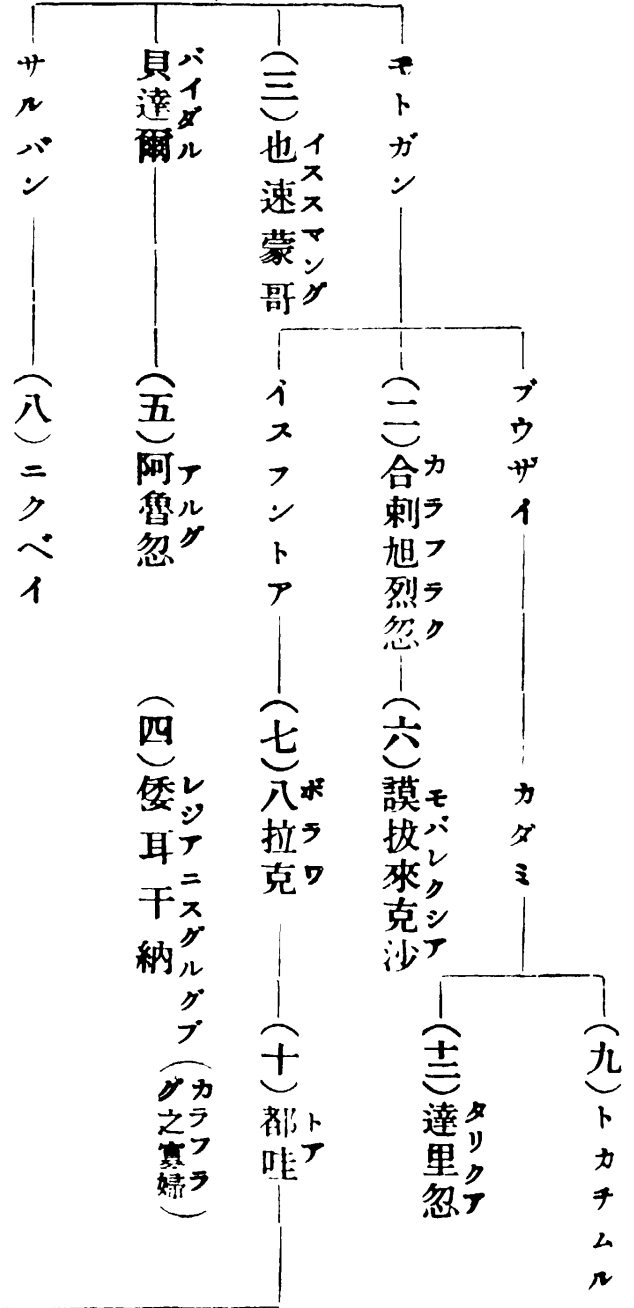 モトガン
ブウザイ
カダミ
(九)トカチムル
(十二)達里忽
タリクア
(二)合剌旭烈忽
カラフラク
(六)謨拔來克沙
モバレクシア
イスフントア
(七)八拉克
ボラワ
(十)都哇
トア
(三)也速蒙哥
イススマング
貝達爾
バイダル
(五)阿魯忽
アルグ
(四)倭耳干納
レジアニスグルグブ
(カラフラグ之寡婦)
サルバン
(八)ニクベイ